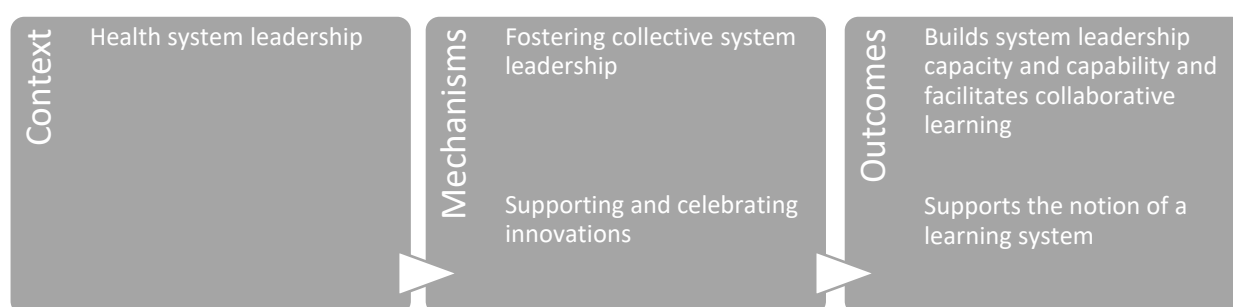 Context
Health system leadership
Mechanisms
Fostering collective system
leadership
Supporting and celebrating
innovations
Outcomes
Builds system leadership
capacity and capability and
facilitates collaborative
learning
Supports the notion of a
learning system